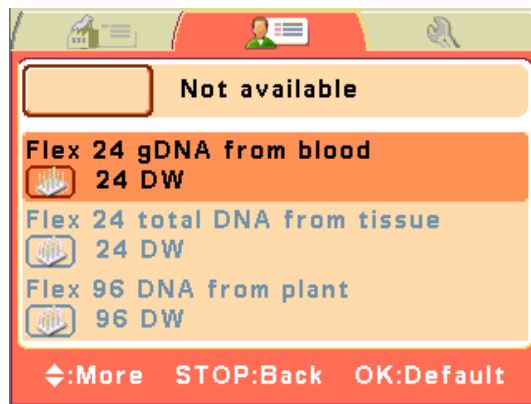 Not available
Flex 24 gDNA from blood
24 DW
Flex 24 total DNA from tissue
24 DW
Flex 96 DNA from plant
96 DW
:More STOP:Back OK:Default